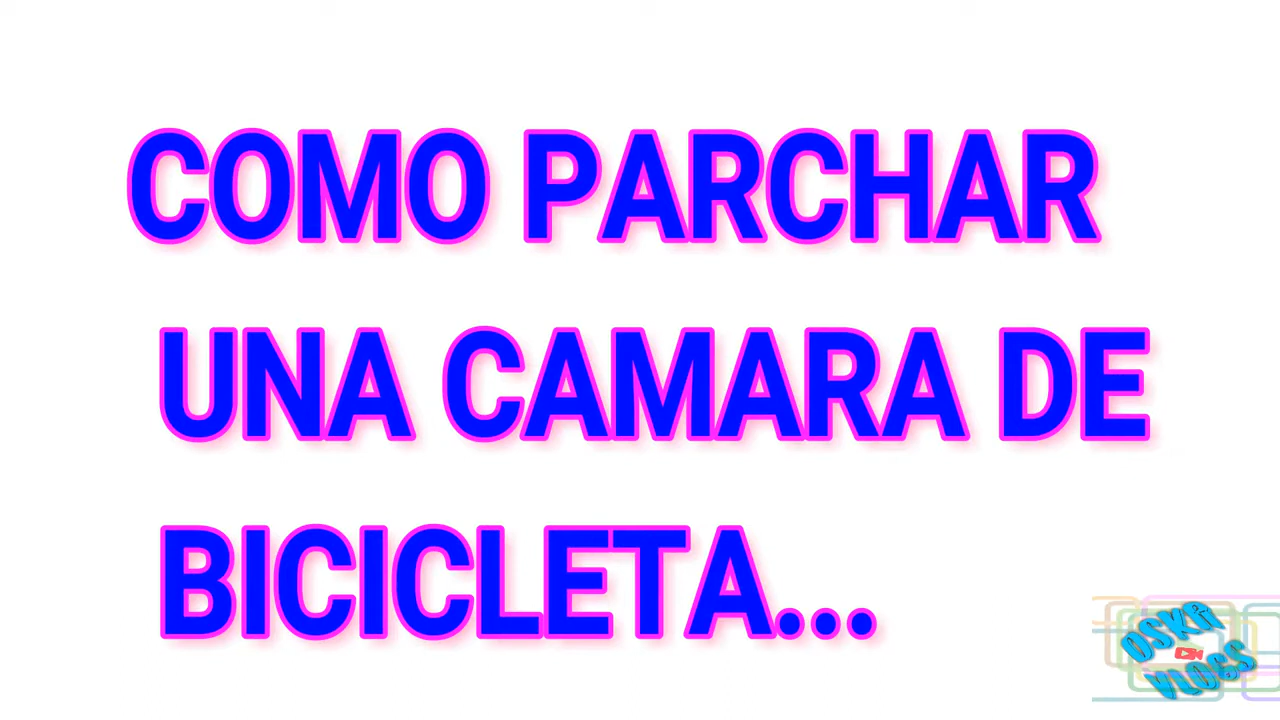 COMO PARCHAR
UNA CAMARA DE
BICICLETA...
OSKR
VLOGS